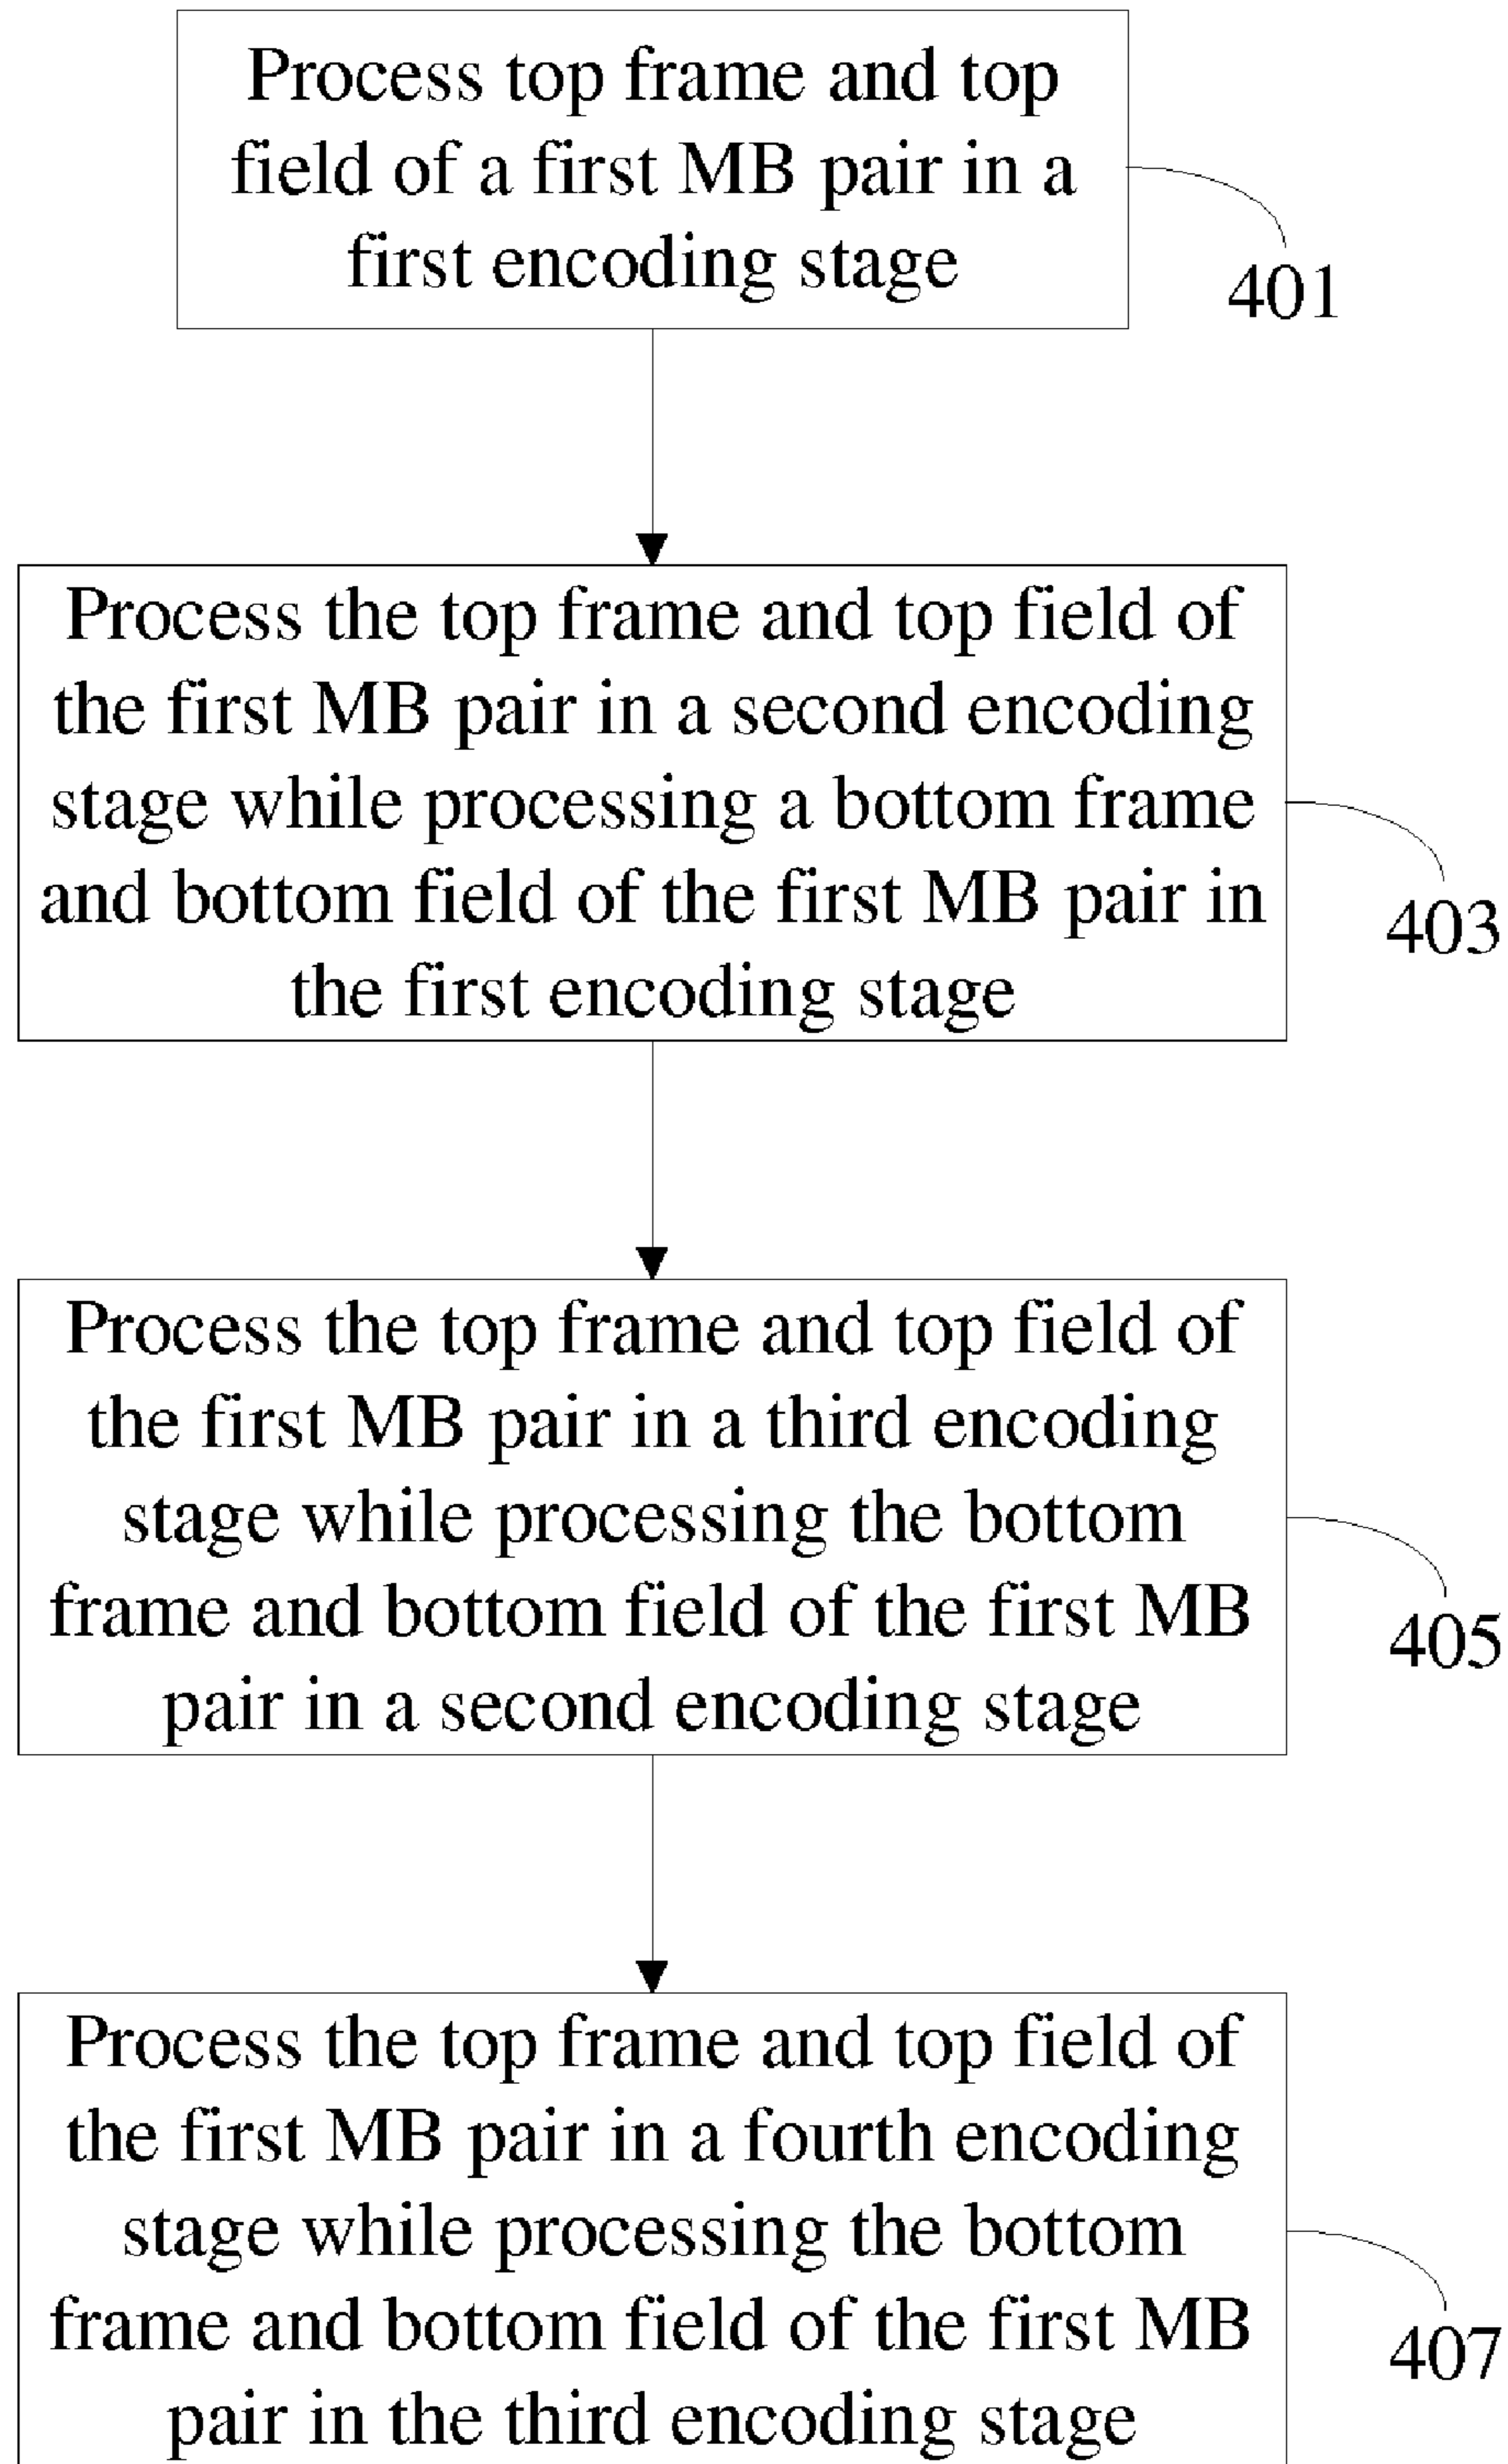 Process top frame and top
field of a first MB pair in a
first encoding stage
401
Process the top frame and top field of
the first MB pair in a second encoding
stage while processing a bottom frame
and bottom field of the first MB pair in
the first encoding stage
403
Process the top frame and top field of
the first MB pair in a third encoding
stage while processing the bottom
frame and bottom field of the first MB
pair in a second encoding stage
405
Process the top frame and top field of
the first MB pair in a fourth encoding
stage while processing the bottom
frame and bottom field of the first MB
pair in the third encoding stage
407